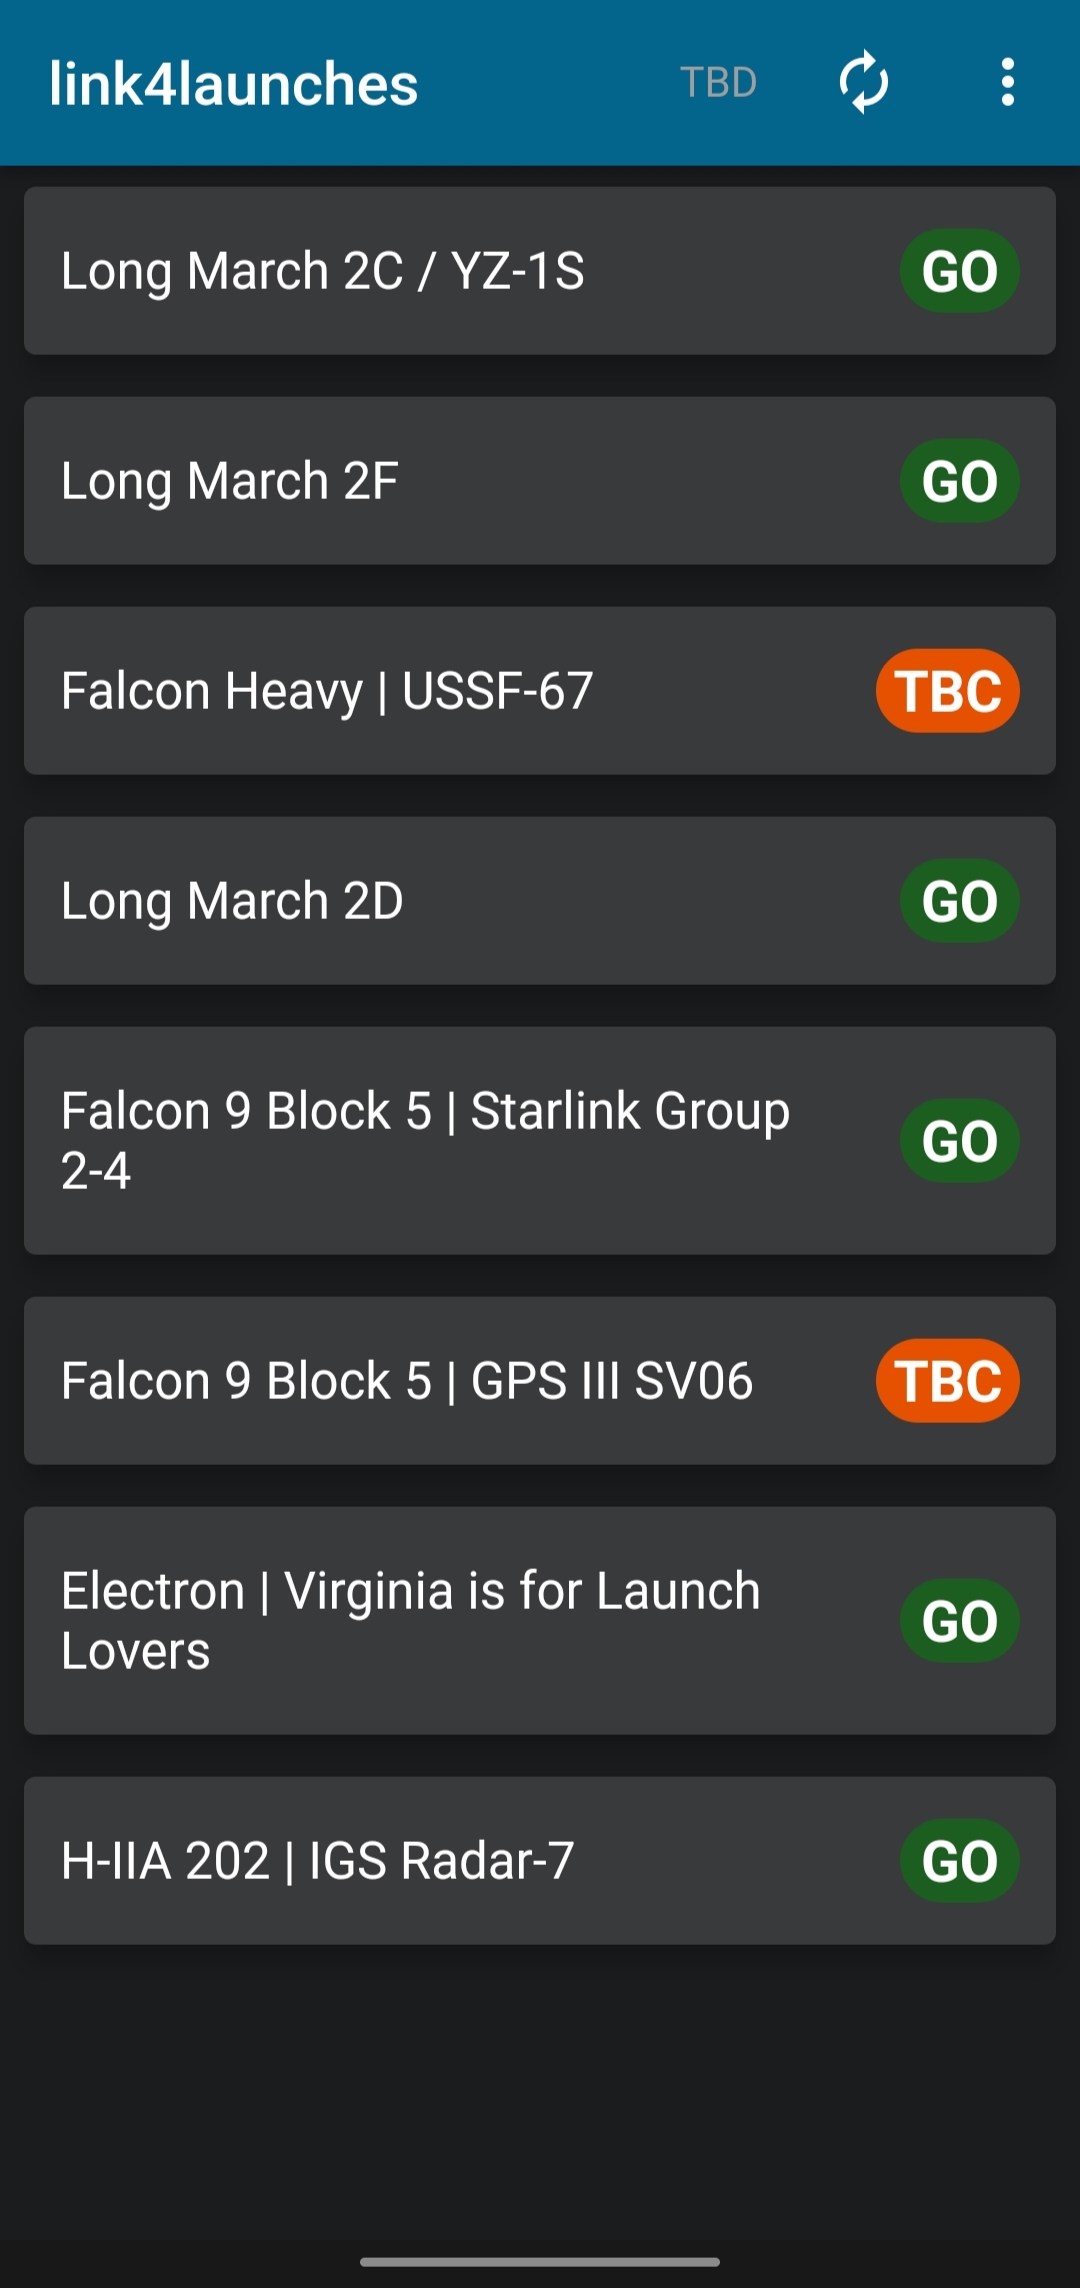 link4launches TBD
Long March 2C / YZ-1S GO
Long March 2F GO
Falcon Heavy | USSF-67 TBC
Long March 2D GO
Falcon 9 Block 5 | Starlink Group
2-4 GO
Falcon 9 Block 5 | GPS III SV06 TBC
Electron | Virginia is for Launch
Lovers GO
H-IIA 202 | IGS Radar-7 GO